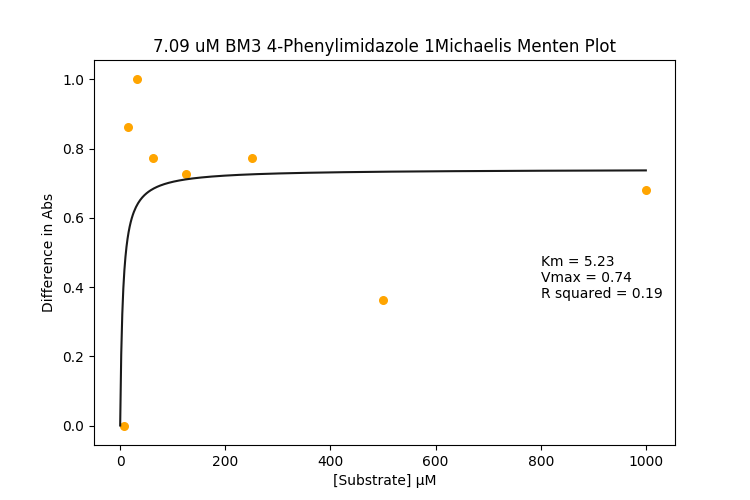 7.09 uM BM3 4-Phenylimidazole 1Michaelis Menten Plot
1.0
0.8
0.6
0.4
0.2
0.0
Difference in Abs
Km = 5.23
Vmax = 0.74
R squared = 0.19
0 200 400 600 800 1000
[Substrate] µM